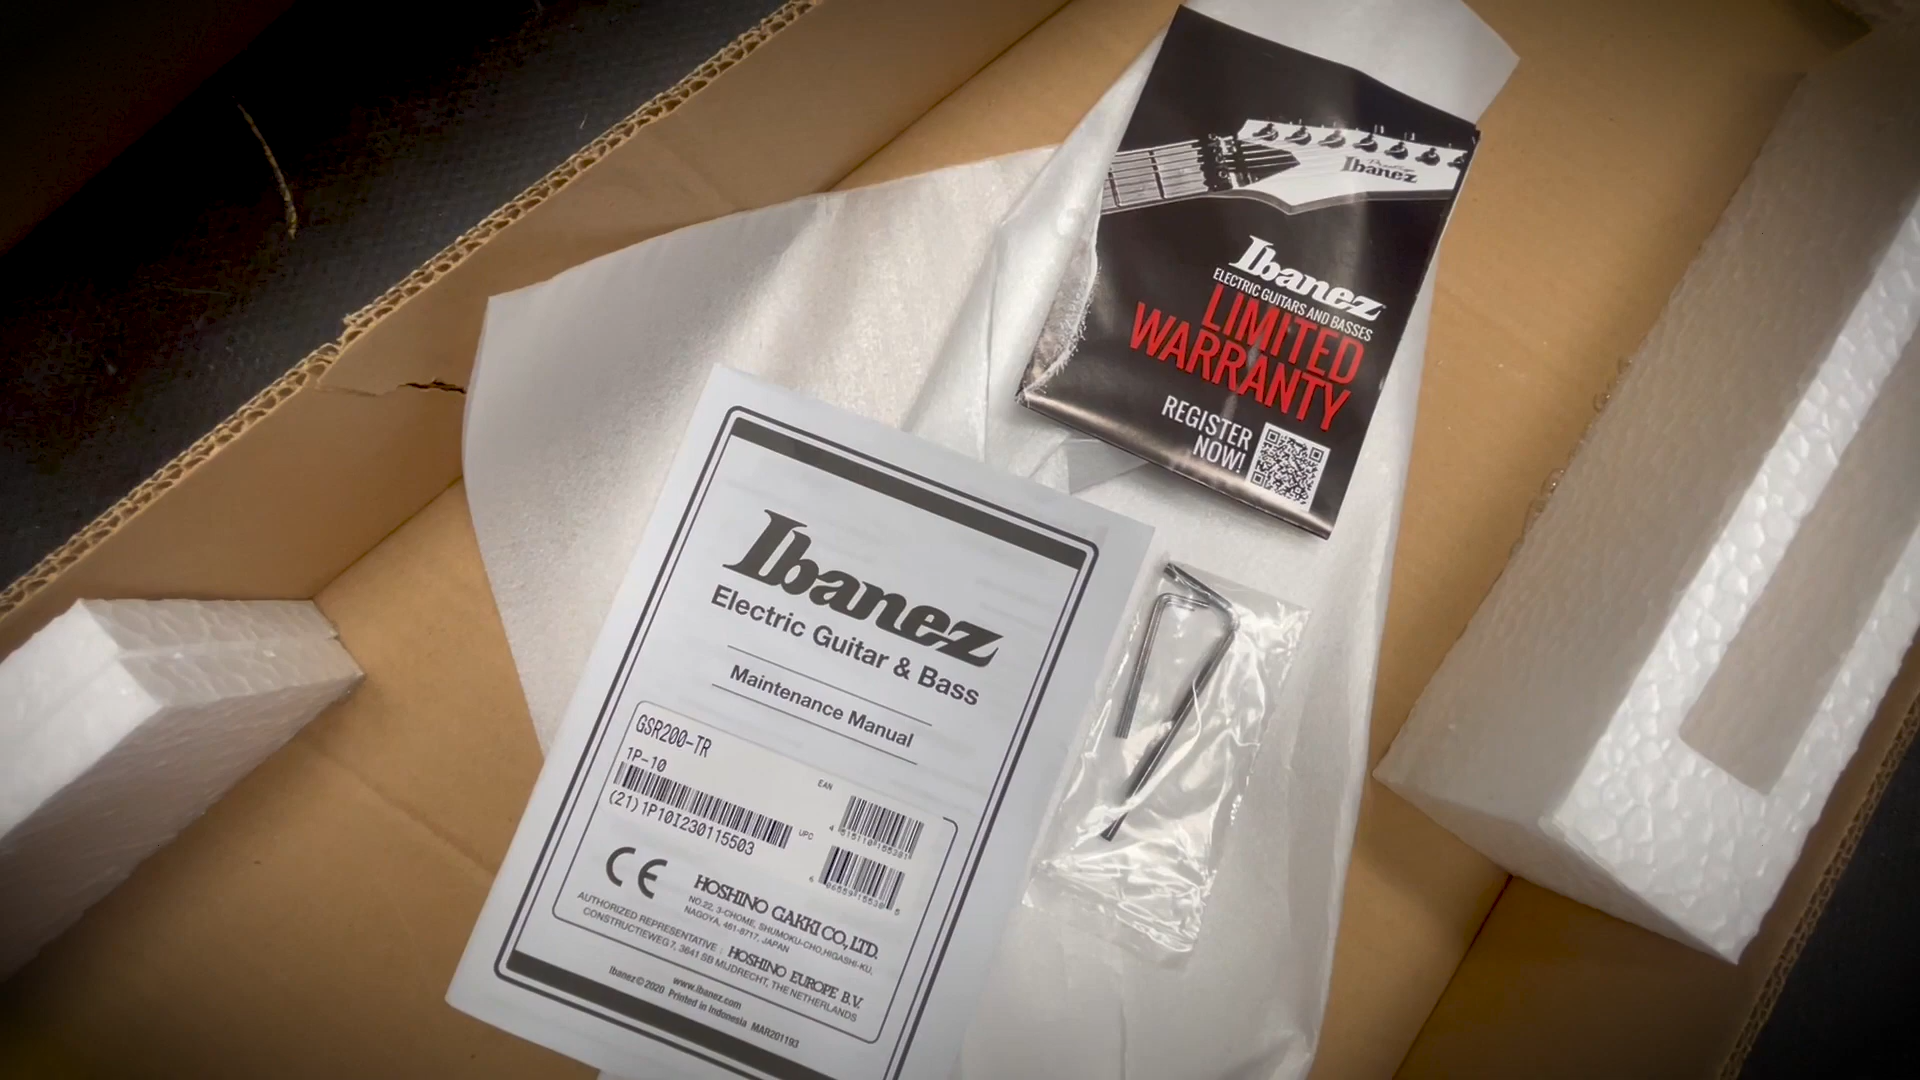 Prestige
Ibanez
Ibanez
ELECTRIC GUITARS AND BASSES
LIMITED
WARRANTY
REGISTER
NOW!
Ibanez
Electric Guitar & Bass
Maintenance Manual
GSR200-TR
1P-10
(21)1P10I230115503
EAN
UPC
CE
HOSHINO GAKKI CO., LTD.
NO.22, 3-CHOME, SHUMOKU-CHO, HIGASHI-KU,
NAGOYA, 461-8717, JAPAN
AUTHORIZED REPRESENTATIVE : HOSHINO EUROPE B.V.
CONSTRUCTIEWEG 7, 3641 SB MIJDRECHT, THE NETHERLANDS
www.ibanez.com
Ibanez © 2020 Printed in Indonesia MAR201193